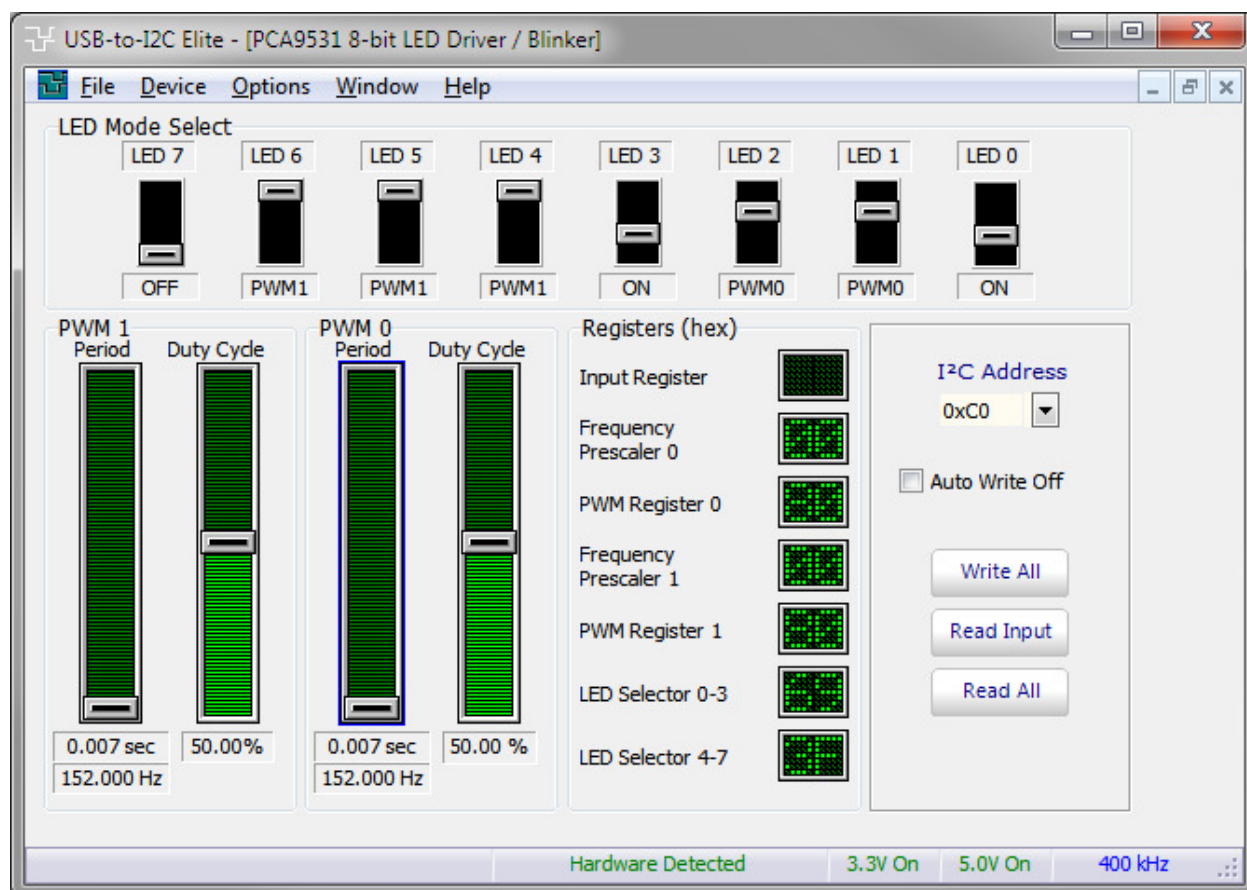 USB-to-I2C Elite - [PCA9531 8-bit LED Driver / Blinker]
File Device Options Window Help
LED Mode Select
LED 7 LED 6 LED 5 LED 4 LED 3 LED 2 LED 1 LED 0
OFF PWM1 PWM1 PWM1 ON PWM0 PWM0 ON
PWM 1
Period Duty Cycle
0.007 sec 50.00%
152.000 Hz
PWM 0
Period Duty Cycle
0.007 sec 50.00 %
152.000 Hz
Registers (hex)
Input Register
Frequency
Prescaler 0 00
PWM Register 0 80
Frequency
Prescaler 1 00
PWM Register 1 80
LED Selector 0-3 69
LED Selector 4-7 3F
I²C Address
0xC0
Auto Write Off
Write All
Read Input
Read All
Hardware Detected 3.3V On 5.0V On 400 kHz